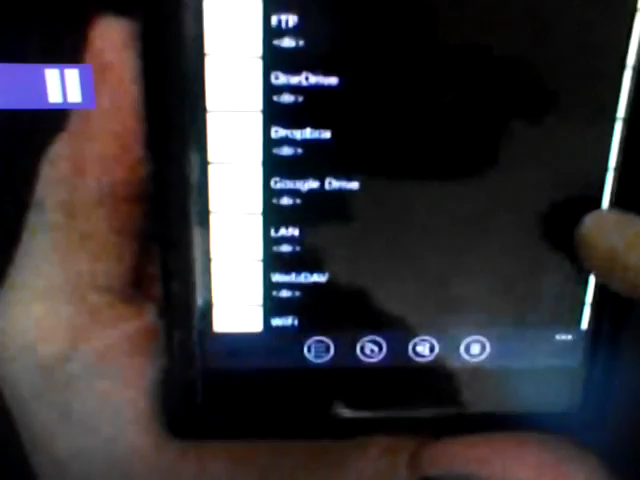 FTP
<dir>
OneDrive
<dir>
Dropbox
<dir>
Google Drive
<dir>
LAN
<dir>
WebDAV
<dir>
WiFi